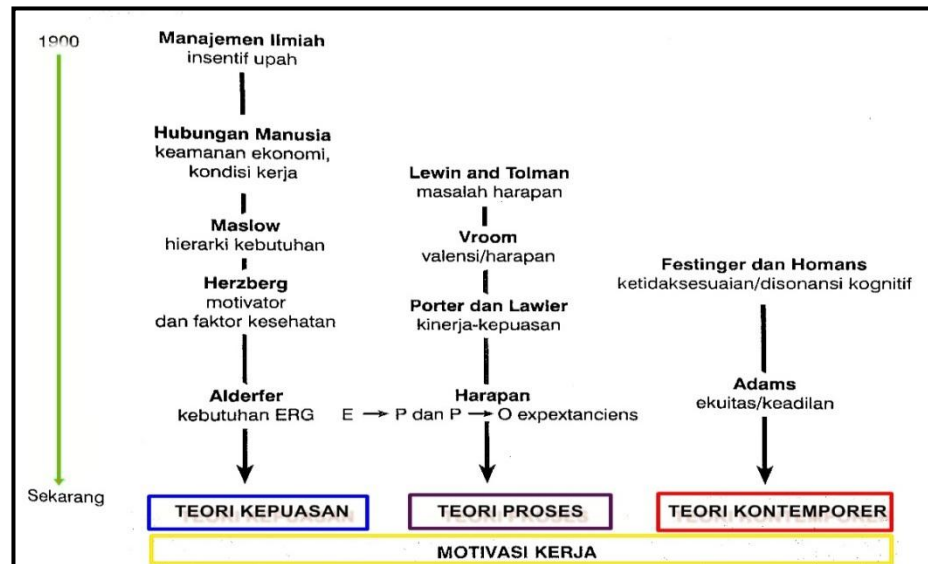 1900
Manajemen Ilmiah
insentif upah
Hubungan Manusia
keamanan ekonomi,
kondisi kerja
Maslow
hierarki kebutuhan
Herzberg
motivator
dan faktor kesehatan
Alderfer
kebutuhan ERG
Lewin and Tolman
masalah harapan
Vroom
valensi/harapan
Porter dan Lawler
kinerja-kepuasan
Harapan
E → P dan P → O expextanciens
Festinger dan Homans
ketidaksesuaian/disonansi kognitif
Adams
ekuitas/keadilan
Sekarang
TEORI KEPUASAN
TEORI PROSES
TEORI KONTEMPORER
MOTIVASI KERJA